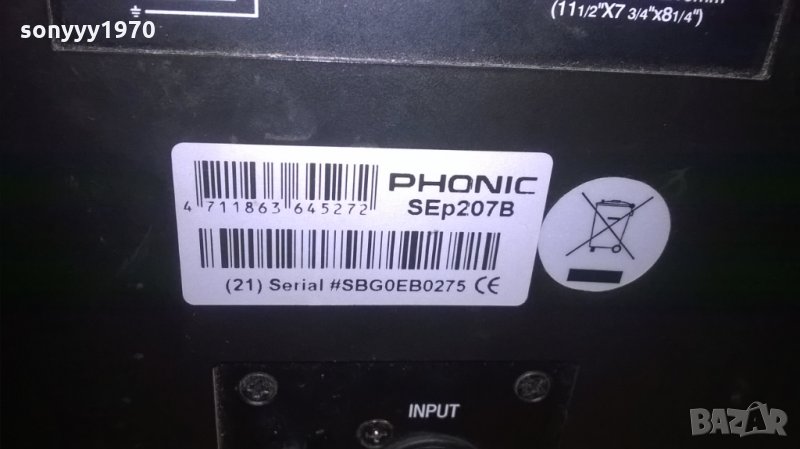 sonyyy1970
(11 1/2"X7 3/4"x8 1/4")
PHONIC
SEp207B
4 711863 645272
(21) Serial #SBG0EB0275 CE
INPUT
BAZAR